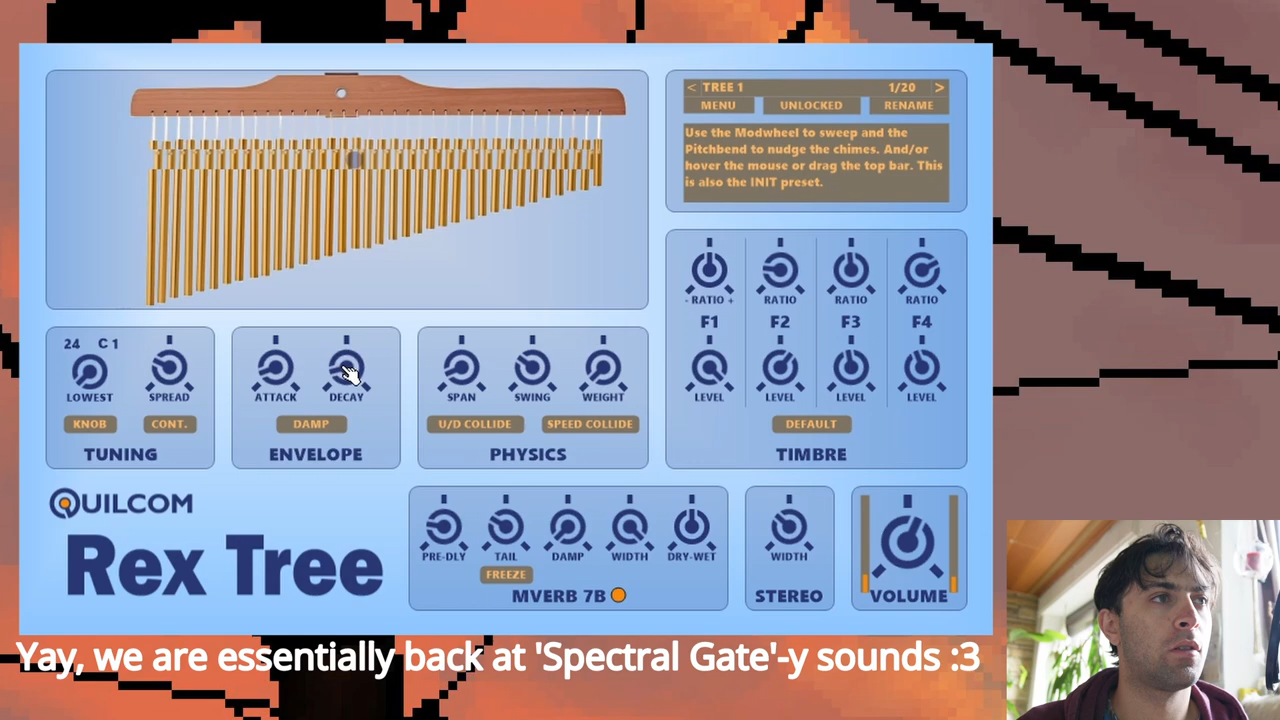 < TREE 1 1/20 >
MENU UNLOCKED RENAME
Use the Modwheel to sweep and the
Pitchbend to nudge the chimes. And/or
hover the mouse or drag the top bar. This
is also the INIT preset.
- RATIO + RATIO RATIO RATIO
F1 F2 F3 F4
LEVEL LEVEL LEVEL LEVEL
DEFAULT
TIMBRE
24 C 1
LOWEST SPREAD
KNOB CONT.
TUNING
ATTACK DECAY
DAMP
ENVELOPE
SPAN SWING WEIGHT
U/D COLLIDE SPEED COLLIDE
PHYSICS
QUILCOM
Rex Tree
PRE-DLY TAIL DAMP WIDTH DRY-WET
FREEZE
MVERB 7B
WIDTH
STEREO
VOLUME
Yay, we are essentially back at 'Spectral Gate'-y sounds :3